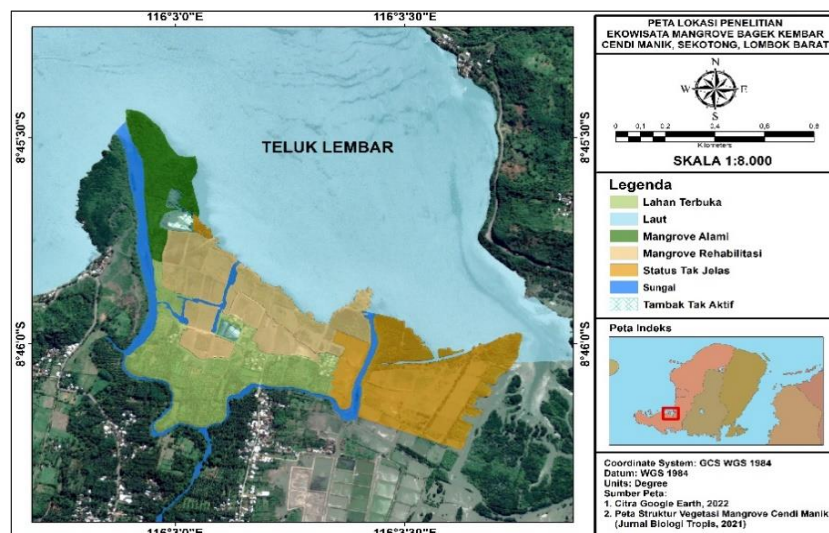 116°3'0"E
116°3'30"E
8°45'30"S
8°46'0"S
TELUK LEMBAR
8°45'30"S
8°46'0"S
116°3'0"E
116°3'30"E
PETA LOKASI PENELITIAN
EKOWISATA MANGROVE BAGEK KEMBAR
CENDI MANIK, SEKOTONG, LOMBOK BARAT
N
W E
S
0 0,1 0,2 0,4 0,6 0,8
Kilometers
SKALA 1:8.000
Legenda
Lahan Terbuka
Laut
Mangrove Alami
Mangrove Rehabilitasi
Status Tak Jelas
Sungai
Tambak Tak Aktif
Peta Indeks
Coordinate System: GCS WGS 1984
Datum: WGS 1984
Units: Degree
Sumber Peta:
1. Citra Google Earth, 2022
2. Peta Struktur Vegetasi Mangrove Cendi Manik
(Jurnal Biologi Tropis, 2021)